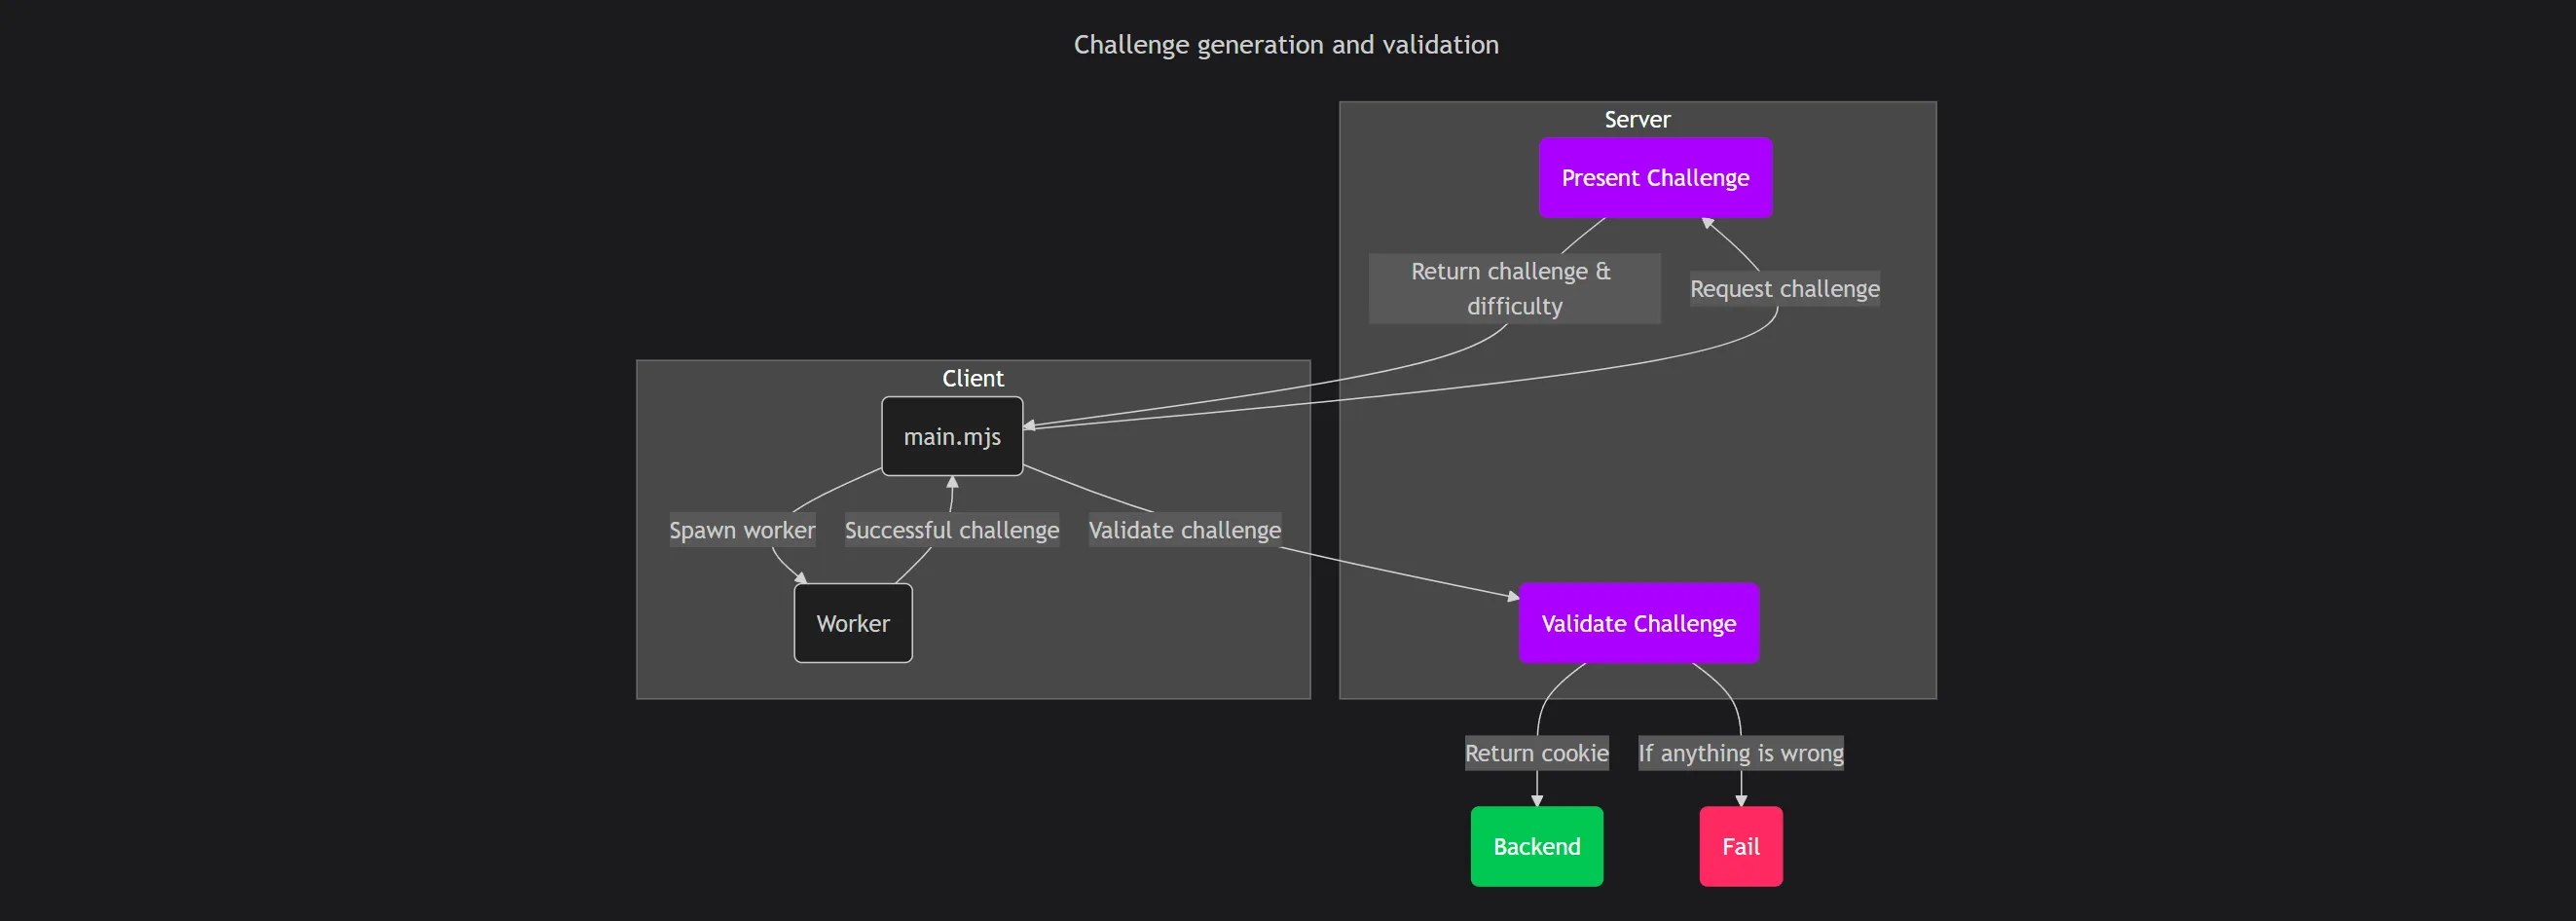 Challenge generation and validation
Server
Present Challenge
Return challenge &
difficulty
Request challenge
Client
main.mjs
Spawn worker
Successful challenge
Validate challenge
Worker
Validate Challenge
Return cookie
If anything is wrong
Backend
Fail